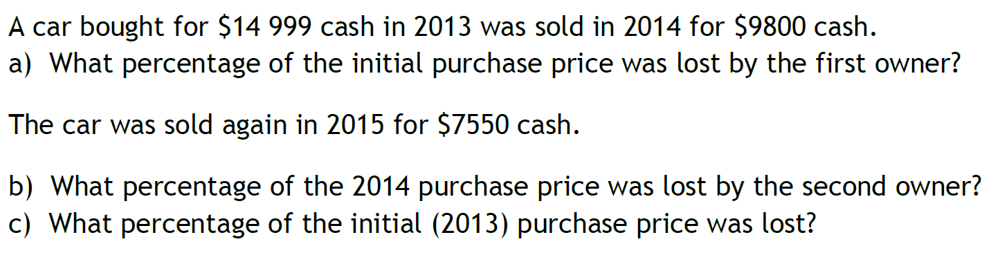 A car bought for $14 999 cash in 2013 was sold in 2014 for $9800 cash.
a) What percentage of the initial purchase price was lost by the first owner?
The car was sold again in 2015 for $7550 cash.
b) What percentage of the 2014 purchase price was lost by the second owner?
c) What percentage of the initial (2013) purchase price was lost?